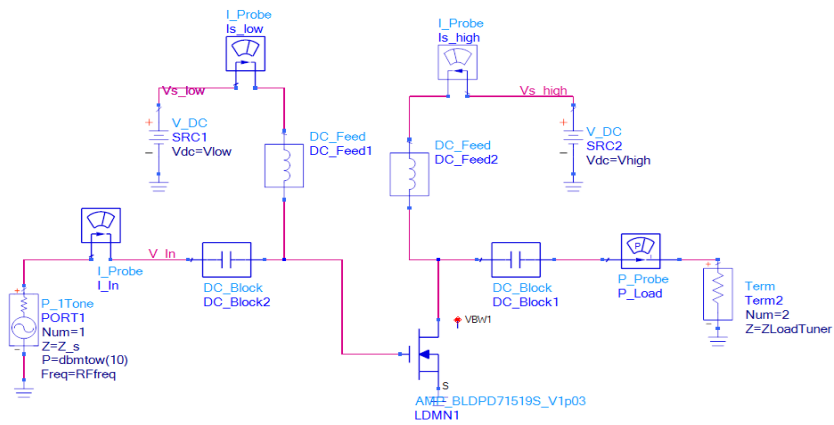 I_Probe
Is_low
I_Probe
Is_high
Vs_low
Vs_high
V_DC
SRC1
Vdc=Vlow
DC_Feed
DC_Feed1
DC_Feed
DC_Feed2
V_DC
SRC2
Vdc=Vhigh
V_In
I_Probe
I_In
DC_Block
DC_Block2
DC_Block
DC_Block1
P
P_Probe
P_Load
Term
Term2
Num=2
Z=ZLoadTuner
P_1Tone
PORT1
Num=1
Z=Z_s
P=dbmtow(10)
Freq=RFfreq
VBW1
S
LDMN1